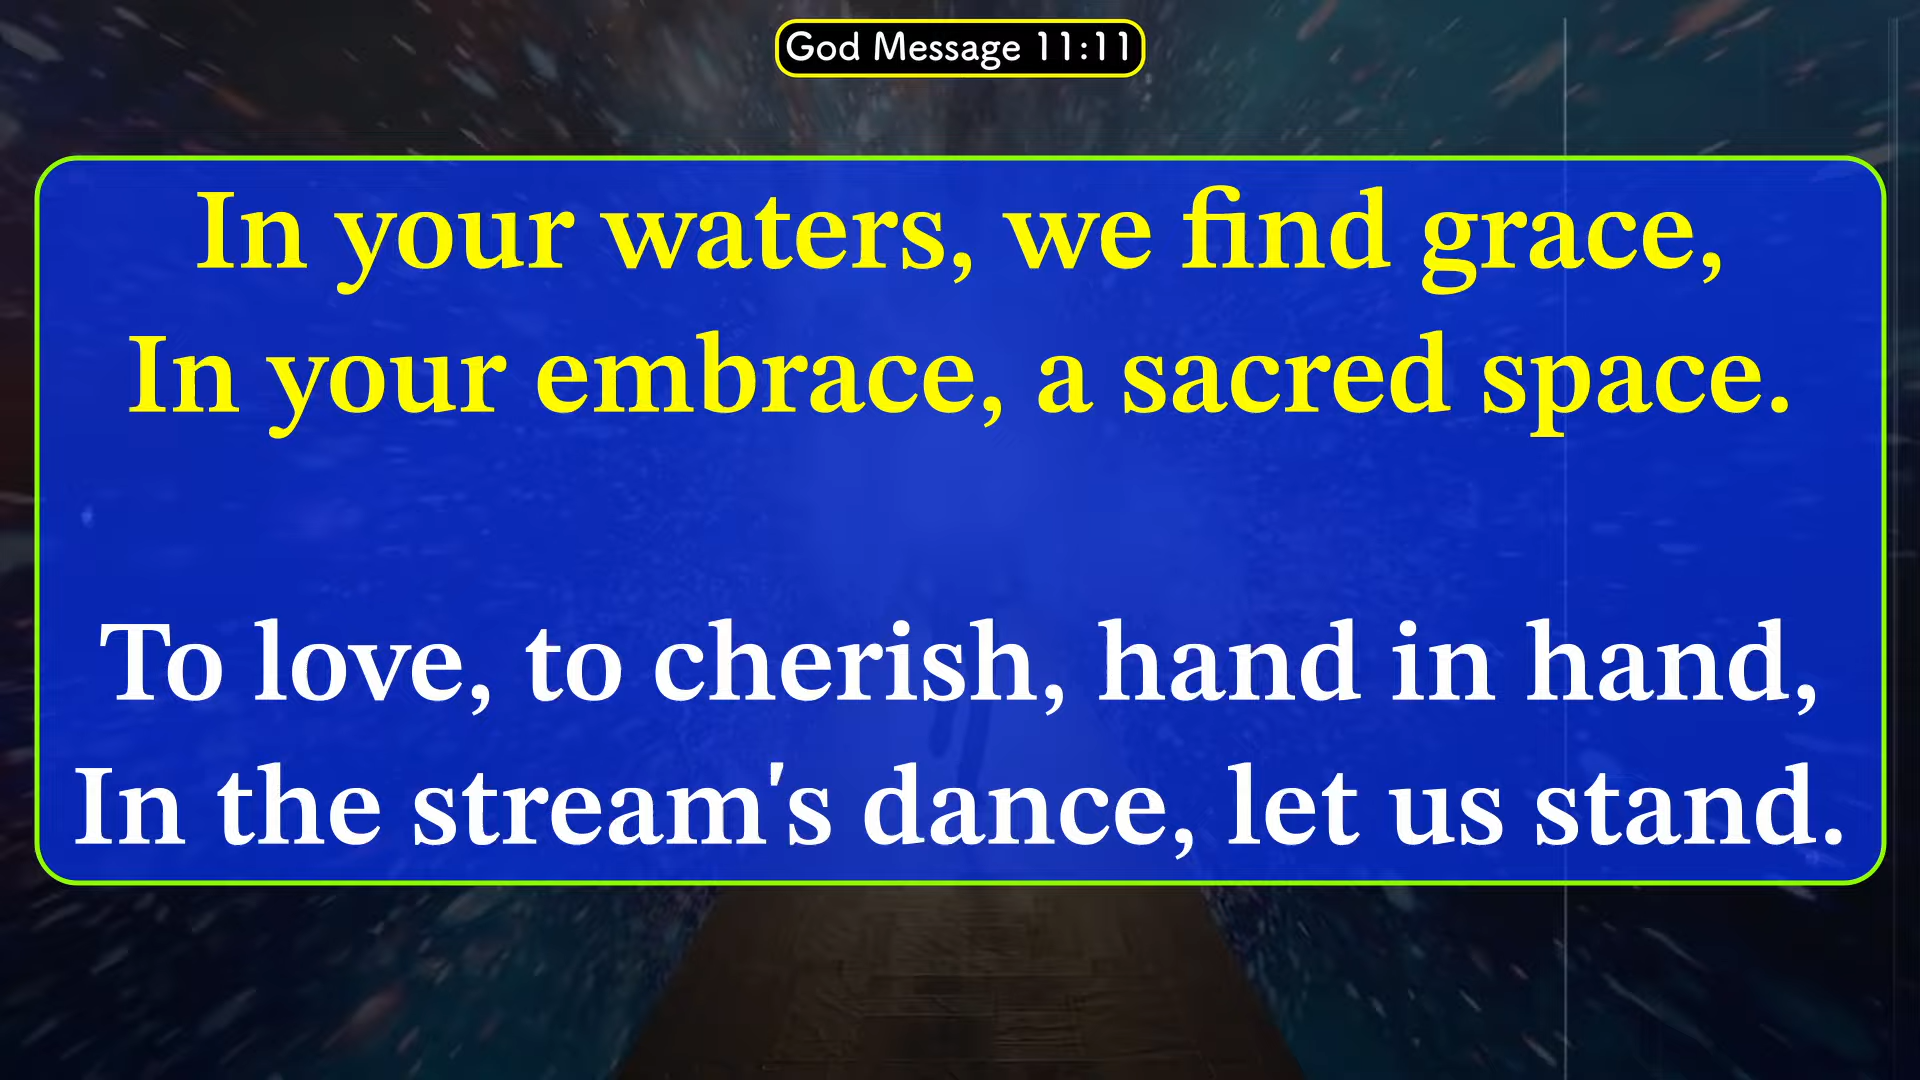 God Message 11:11
In your waters, we find grace,
In your embrace, a sacred space.
To love, to cherish, hand in hand,
In the stream's dance, let us stand.